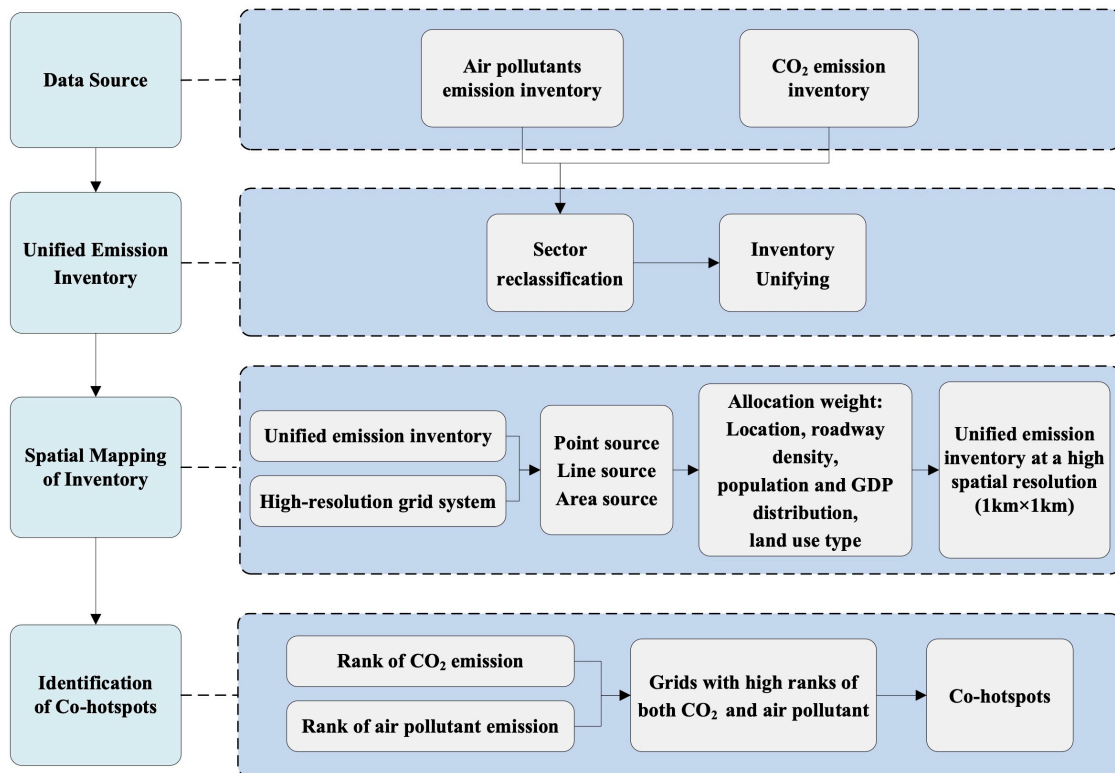 Data Source
Air pollutants
emission inventory
CO₂ emission
inventory
Unified Emission
Inventory
Sector
reclassification
Inventory
Unifying
Spatial Mapping
of Inventory
Unified emission inventory
High-resolution grid system
Point source
Line source
Area source
Allocation weight:
Location, roadway
density,
population and GDP
distribution,
land use type
Unified emission
inventory at a high
spatial resolution
(1km×1km)
Identification
of Co-hotspots
Rank of CO₂ emission
Rank of air pollutant emission
Grids with high ranks of
both CO₂ and air pollutant
Co-hotspots